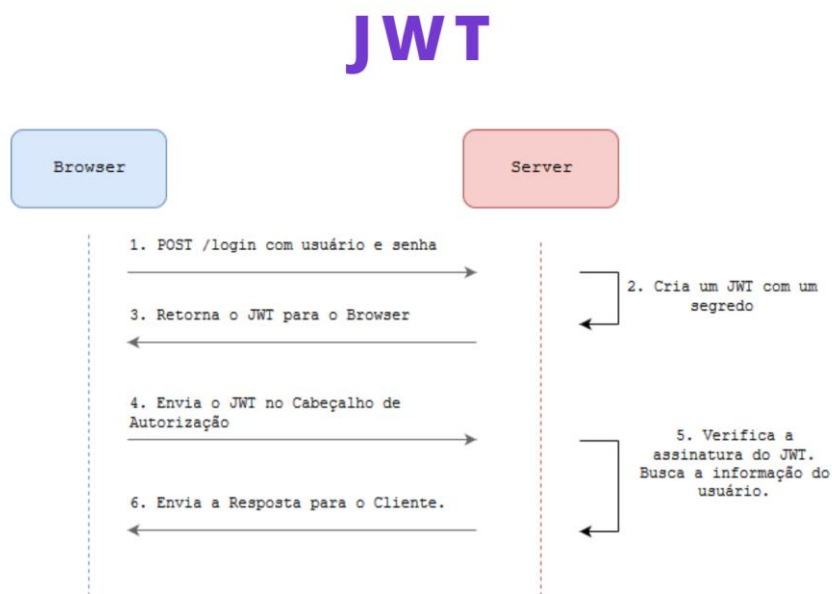 JWT
Browser
Server
1. POST /login com usuário e senha
2. Cria um JWT com um
segredo
3. Retorna o JWT para o Browser
4. Envia o JWT no Cabeçalho de
Autorização
5. Verifica a
assinatura do JWT.
Busca a informação do
usuário.
6. Envia a Resposta para o Cliente.